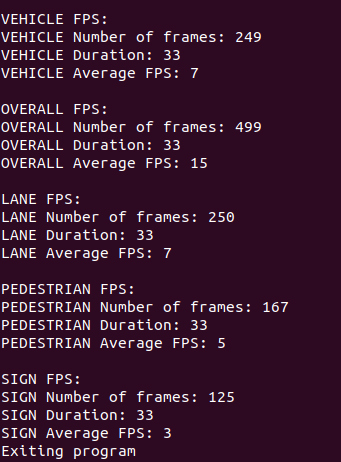 VEHICLE FPS:
VEHICLE Number of frames: 249
VEHICLE Duration: 33
VEHICLE Average FPS: 7
OVERALL FPS:
OVERALL Number of frames: 499
OVERALL Duration: 33
OVERALL Average FPS: 15
LANE FPS:
LANE Number of frames: 250
LANE Duration: 33
LANE Average FPS: 7
PEDESTRIAN FPS:
PEDESTRIAN Number of frames: 167
PEDESTRIAN Duration: 33
PEDESTRIAN Average FPS: 5
SIGN FPS:
SIGN Number of frames: 125
SIGN Duration: 33
SIGN Average FPS: 3
Exiting program